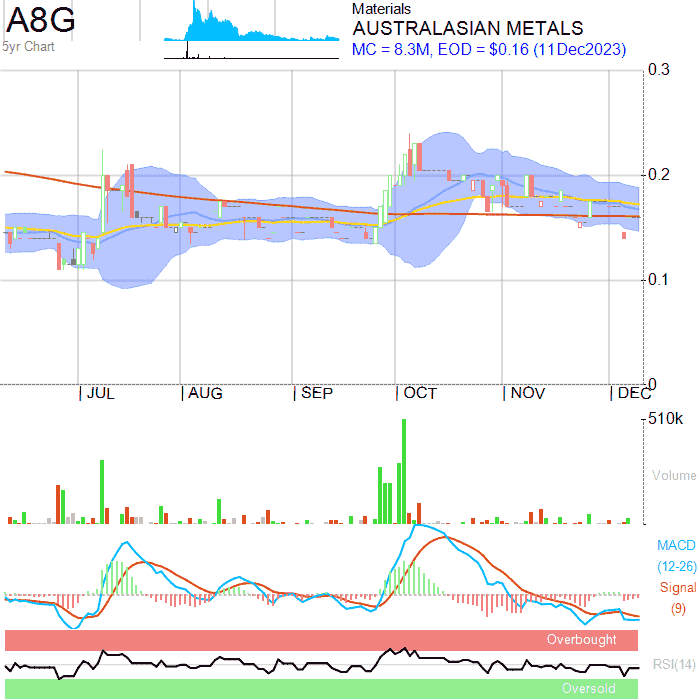 A8G
5yr Chart
Materials
AUSTRALASIAN METALS
MC = 8.3M, EOD = $0.16 (11Dec2023)
0.3
0.2
0.1
0
JUL
AUG
SEP
OCT
NOV
DEC
510k
Volume
MACD
(12-26)
Signal
(9)
Overbought
RSI(14)
Oversold